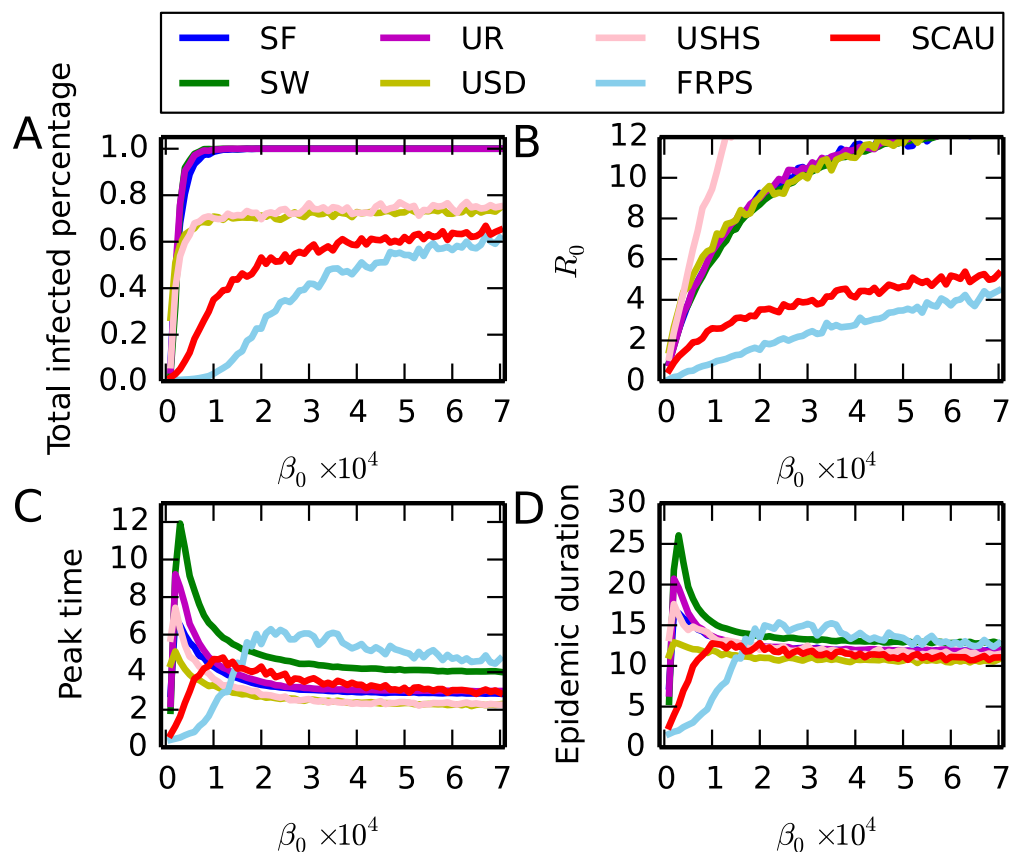 SF UR USHS SCAU
SW USD FRPS
A
Total infected percentage
1.0
0.8
0.6
0.4
0.2
0.0
0 1 2 3 4 5 6 7
β₀ ×10⁴
B
R₀
12
10
8
6
4
2
0
0 1 2 3 4 5 6 7
β₀ ×10⁴
C
Peak time
12
10
8
6
4
2
0
0 1 2 3 4 5 6 7
β₀ ×10⁴
D
Epidemic duration
30
25
20
15
10
5
0
0 1 2 3 4 5 6 7
β₀ ×10⁴